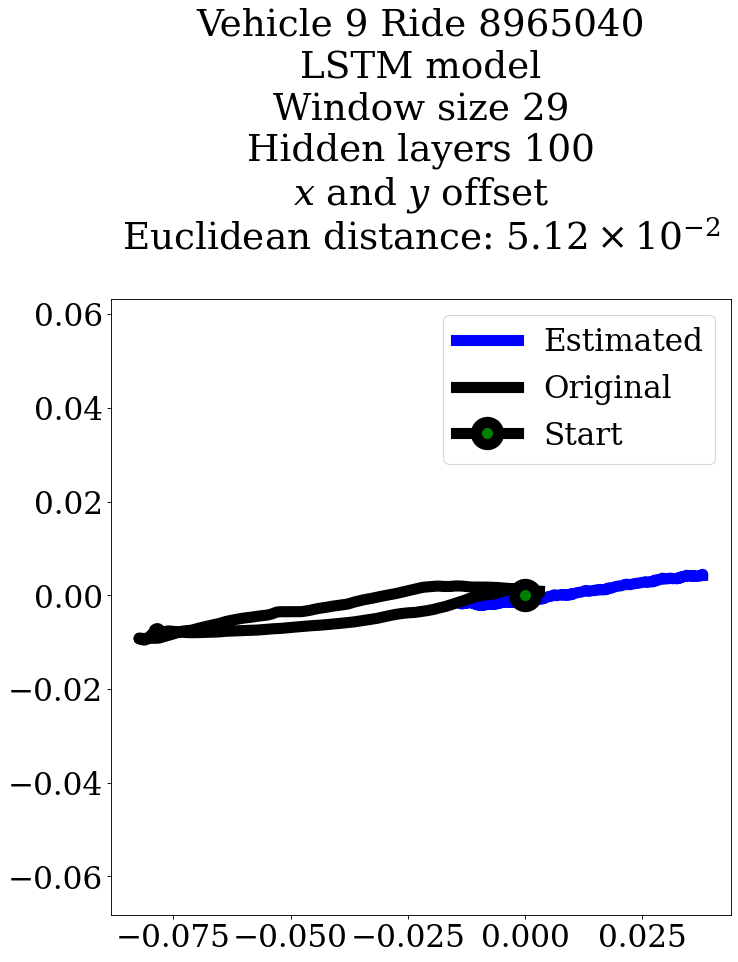 Vehicle 9 Ride 8965040
LSTM model
Window size 29
Hidden layers 100
x and y offset
Euclidean distance: 5.12 × 10⁻²
Estimated
Original
Start
0.06
0.04
0.02
0.00
−0.02
−0.04
−0.06
−0.075 −0.050 −0.025 0.000 0.025